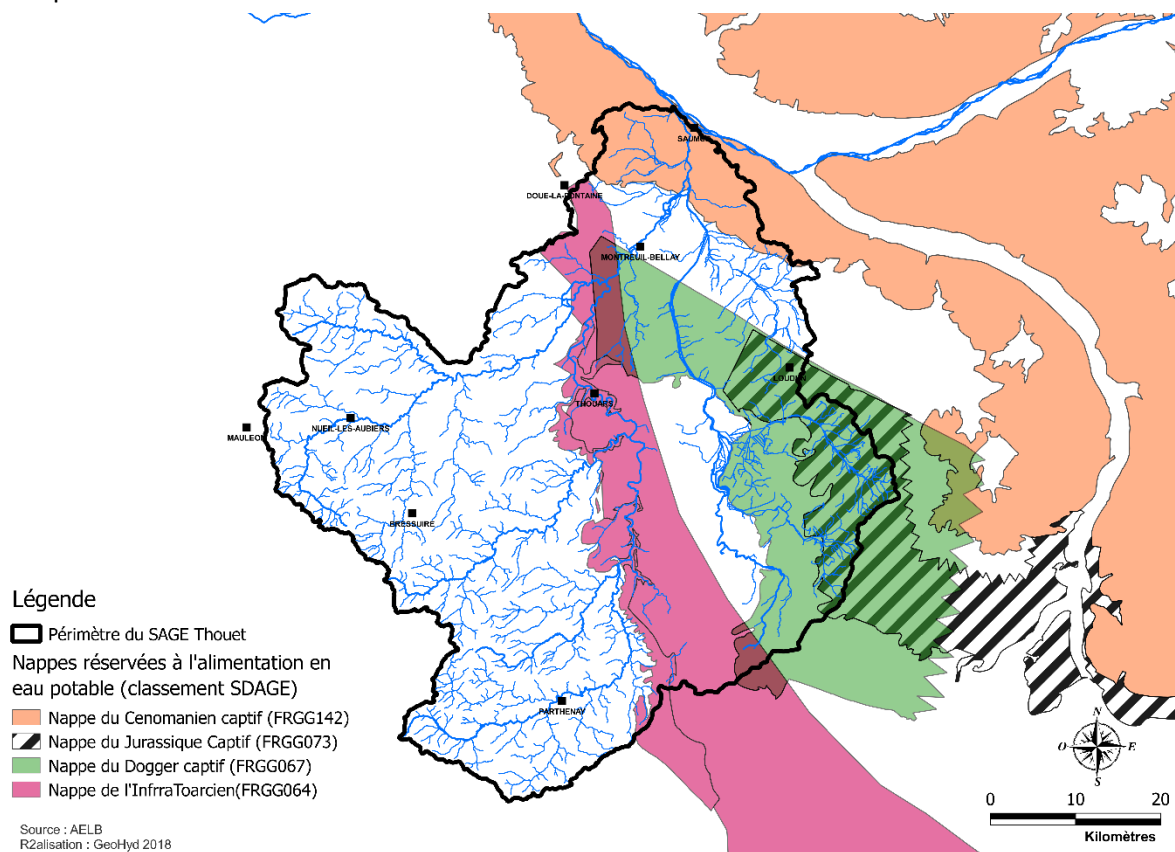 SAUMUR
DOUE-LA-FONTAINE
MONTREUIL-BELLAY
LOUDUN
THOUARS
NUEIL-LES-AUBIERS
MAULEON
BRESSUIRE
PARTHENAY
Légende
Périmètre du SAGE Thouet
Nappes réservées à l'alimentation en
eau potable (classement SDAGE)
Nappe du Cenomanien captif (FRGG142)
Nappe du Jurassique Captif (FRGG073)
Nappe du Dogger captif (FRGG067)
Nappe de l'InfrraToarcien(FRGG064)
Source : AELB
R2alisation : GeoHyd 2018
N
O
E
S
0 10 20
Kilomètres